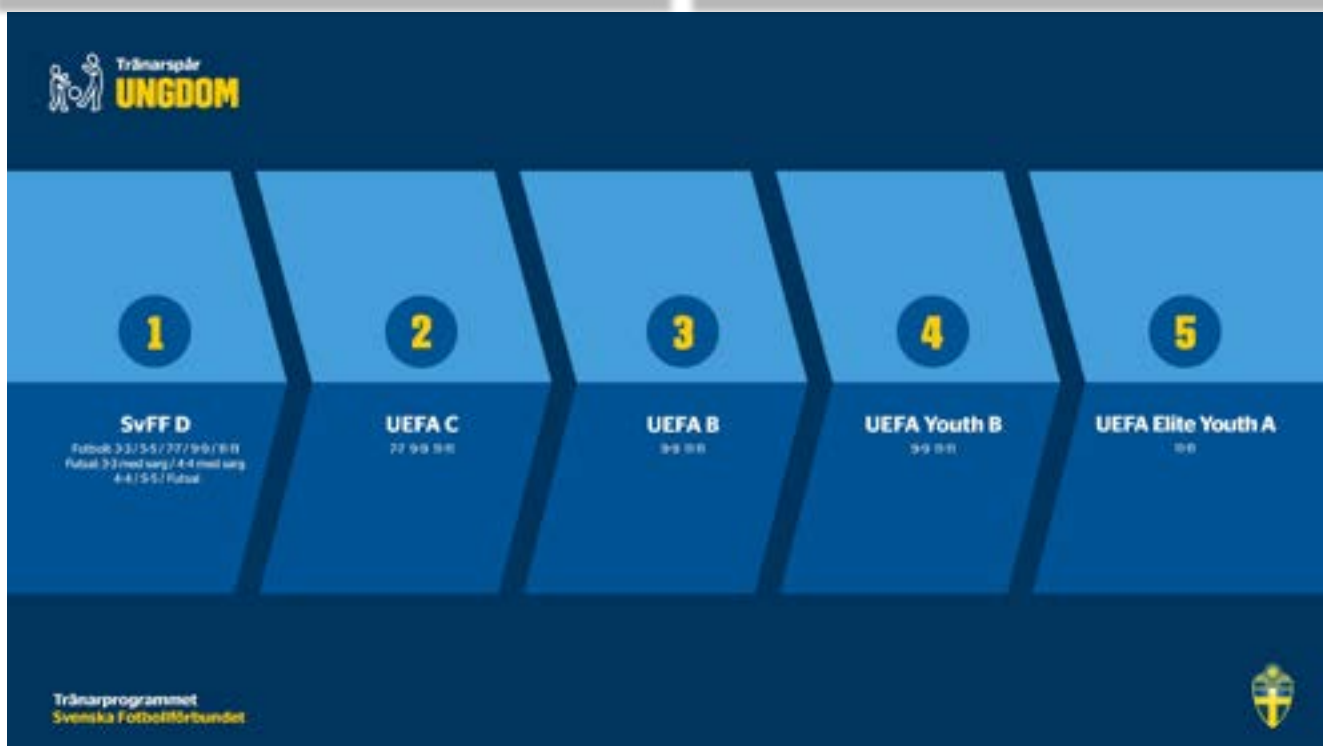 Tränarspår
UNGDOM
1
2
3
4
5
SvFF D
Fotboll: 3-3 / 5-5 / 7-7 / 9-9 / 11-11
Futsal: 3-3 med sarg / 4-4 med sarg
4-4 / 5-5 / Futsal
UEFA C
7-7 9-9 11-11
UEFA B
9-9 11-11
UEFA Youth B
9-9 11-11
UEFA Elite Youth A
11-11
Tränarprogrammet
Svenska Fotbollförbundet